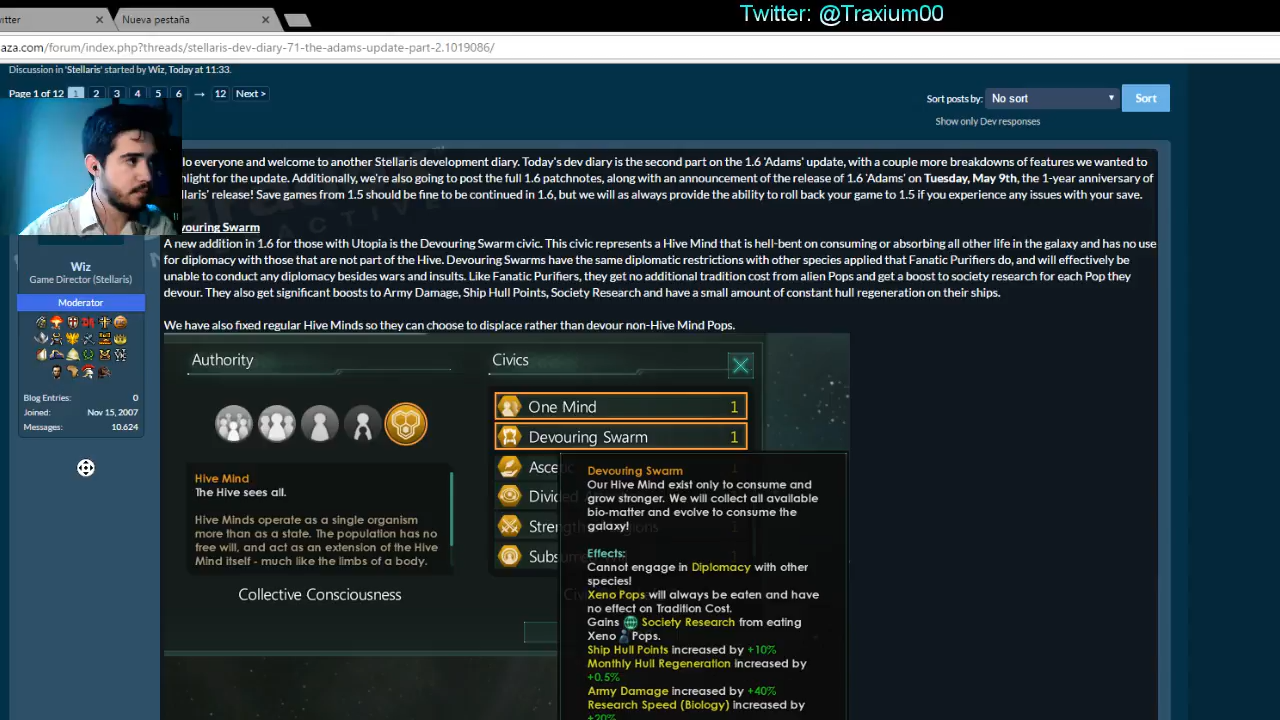 Twitter: @Traxium00
itter
Nueva pestaña
aza.com/forum/index.php?threads/stellaris-dev-diary-71-the-adams-update-part-2.1019086/
Discussion in 'Stellaris' started by Wiz, Today at 11:33.
Page 1 of 12 1 2 3 4 5 6 → 12 Next >
Sort posts by: No sort Sort
Show only Dev responses
lo everyone and welcome to another Stellaris development diary. Today's dev diary is the second part on the 1.6 'Adams' update, with a couple more breakdowns of features we wanted to
nlight for the update. Additionally, we're also going to post the full 1.6 patchnotes, along with an announcement of the release of 1.6 'Adams' on Tuesday, May 9th, the 1-year anniversary of
llaris' release! Save games from 1.5 should be fine to be continued in 1.6, but we will as always provide the ability to roll back your game to 1.5 if you experience any issues with your save.
vouring Swarm
A new addition in 1.6 for those with Utopia is the Devouring Swarm civic. This civic represents a Hive Mind that is hell-bent on consuming or absorbing all other life in the galaxy and has no use
for diplomacy with those that are not part of the Hive. Devouring Swarms have the same diplomatic restrictions with other species applied that Fanatic Purifiers do, and will effectively be
unable to conduct any diplomacy besides wars and insults. Like Fanatic Purifiers, they get no additional tradition cost from alien Pops and get a boost to society research for each Pop they
devour. They also get significant boosts to Army Damage, Ship Hull Points, Society Research and have a small amount of constant hull regeneration on their ships.
We have also fixed regular Hive Minds so they can choose to displace rather than devour non-Hive Mind Pops.
Wiz
Game Director (Stellaris)
Moderator
Blog Entries: 0
Joined: Nov 15, 2007
Messages: 10.624
Authority
Hive Mind
The Hive sees all.
Hive Minds operate as a single organism
more than as a state. The population has no
free will, and act as an extension of the Hive
Mind itself - much like the limbs of a body.
Collective Consciousness
Civics
One Mind 1
Devouring Swarm 1
Asce
Divid
Streng
Subsu
Devouring Swarm
Our Hive Mind exist only to consume and
grow stronger. We will collect all available
bio-matter and evolve to consume the
galaxy!
Effects:
Cannot engage in Diplomacy with other
species!
Xeno Pops will always be eaten and have
no effect on Tradition Cost.
Gains Society Research from eating
Xeno Pops.
Ship Hull Points increased by +10%
Monthly Hull Regeneration increased by
+0.5%
Army Damage increased by +40%
Research Speed (Biology) increased by
+20%